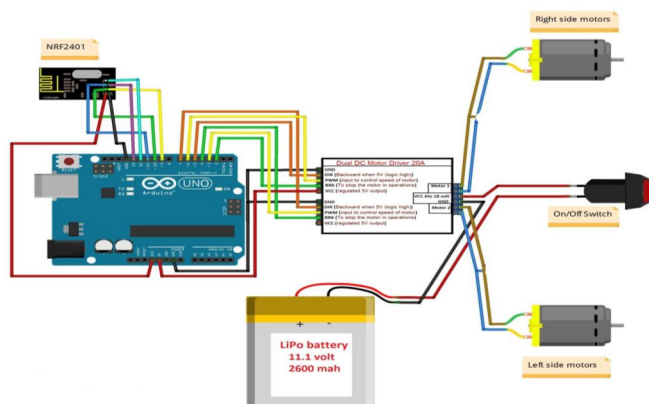 Right side motors
NRF2401
Dual DC Motor Driver 20A
GND
DIR (Backward when 5V (logic high)
PWM (Input to control speed of motor)
BRK (To stop the motor in operations)
VCC (regulated 5V output)
GND
DIR (Backward when 5V (logic high)
PWM (Input to control speed of motor)
BRK (To stop the motor in operations)
VCC (regulated 5V output)
Motor 1
GND
Motor 2
UNO
Arduino
On/Off Switch
+ -
LiPo battery
11.1 volt
2600 mah
Left side motors